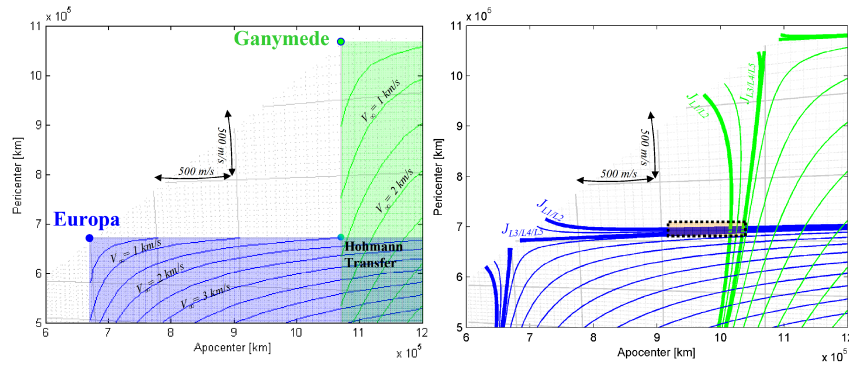 x 10^5
11
10
9
8
7
6
5
Pericenter [km]
Ganymede
V∞= 1 km/s
500 m/s
500 m/s
V∞= 2 km/s
Europa
Hohmann
Transfer
V∞= 1 km/s
V∞= 2 km/s
V∞= 3 km/s
6
7
8
9
10
11
12
Apocenter [km]
x 10^5
x 10^6
11
10
9
8
7
6
5
Pericenter [km]
J_L1/L2
J_L3/L4/L5
500 m/s
500 m/s
J_L1/L2
J_L3/L4/L5
6
7
8
9
10
11
12
Apocenter [km]
x 10^5